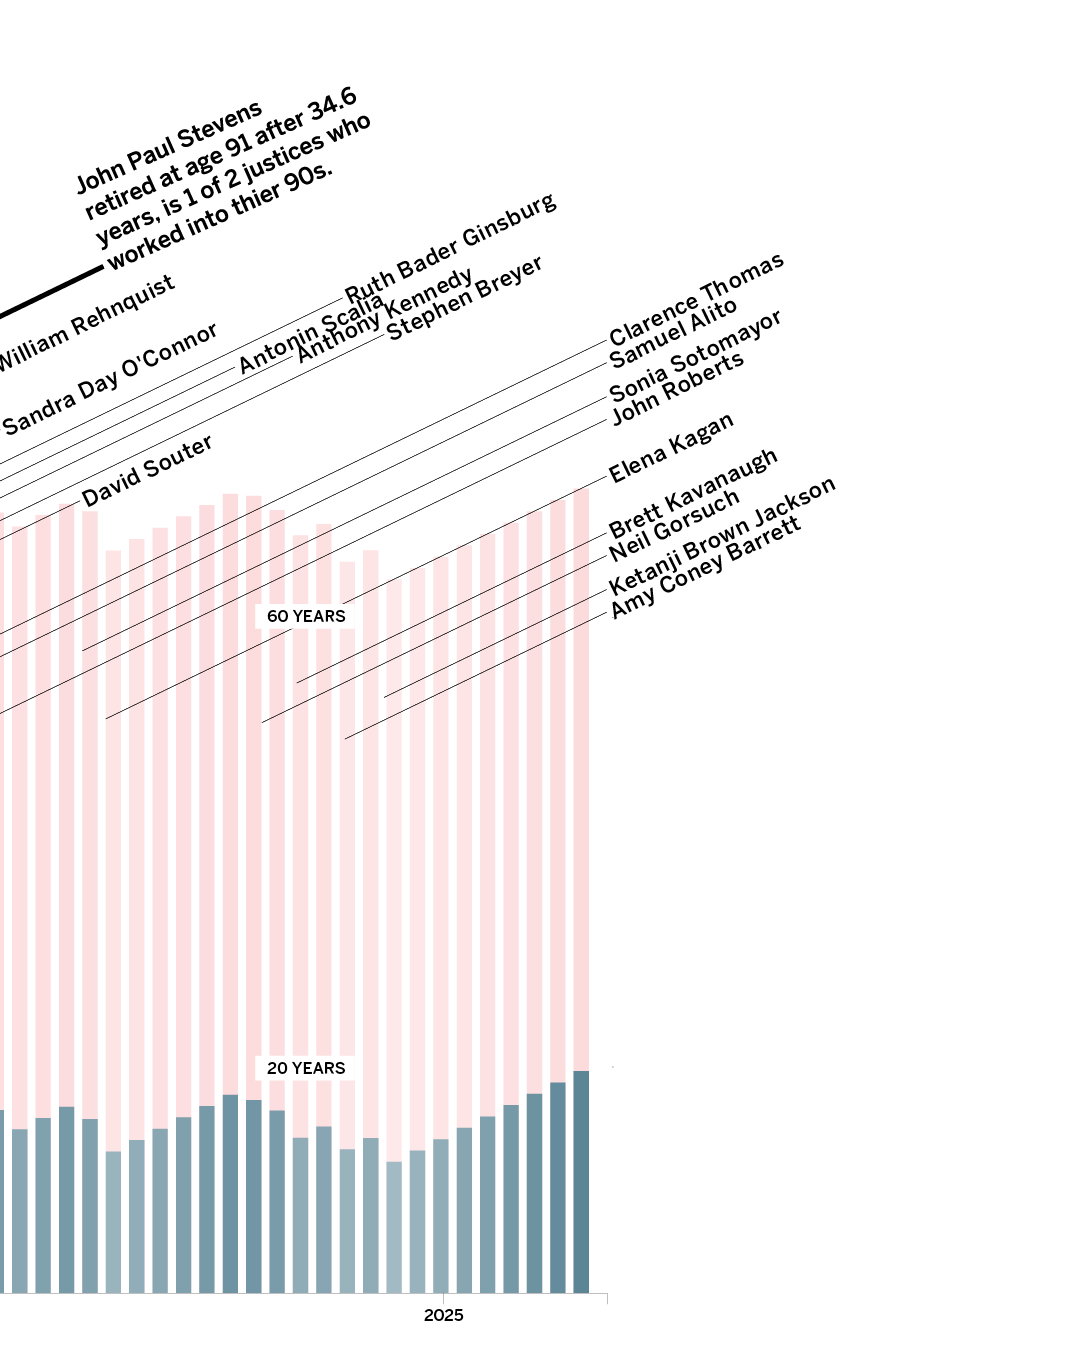 John Paul Stevens
retired at age 91 after 34.6
years, is 1 of 2 justices who
worked into thier 90s.
William Rehnquist
Sandra Day O'Connor
Ruth Bader Ginsburg
Antonin Scalia
Anthony Kennedy
Stephen Breyer
David Souter
Clarence Thomas
Samuel Alito
Sonia Sotomayor
John Roberts
Elena Kagan
Brett Kavanaugh
Neil Gorsuch
Ketanji Brown Jackson
Amy Coney Barrett
60 YEARS
20 YEARS
2025